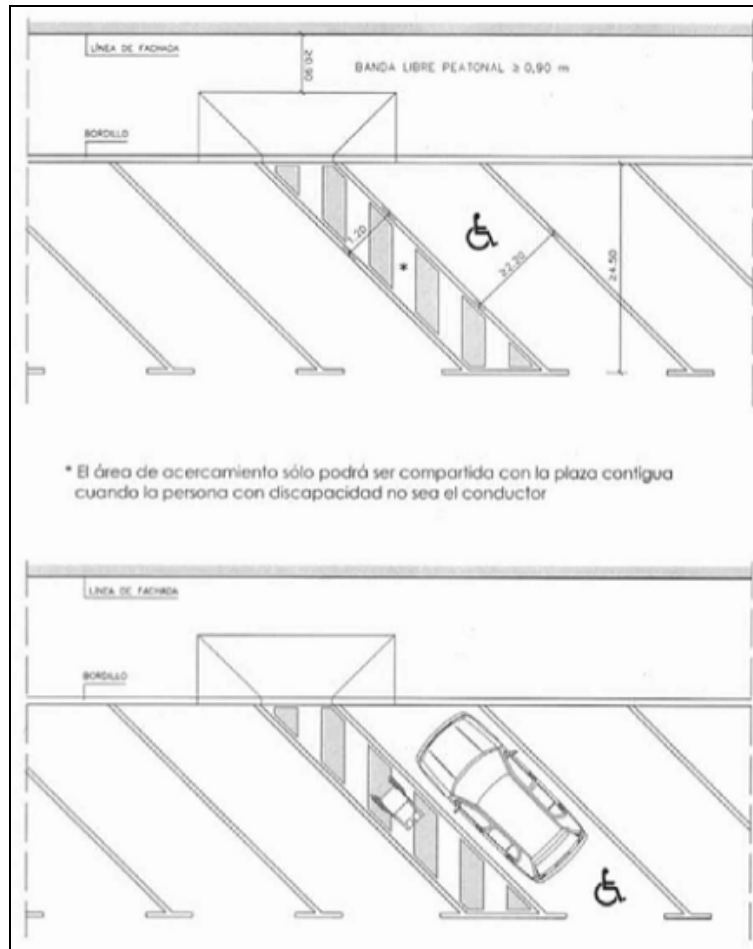 LÍNEA DE FACHADA
≥0.90
BANDA LIBRE PEATONAL ≥ 0,90 m
BORDILLO
1.20
*
≥2.20
≥4.50
* El área de acercamiento sólo podrá ser compartida con la plaza contigua
cuando la persona con discapacidad no sea el conductor
LÍNEA DE FACHADA
BORDILLO